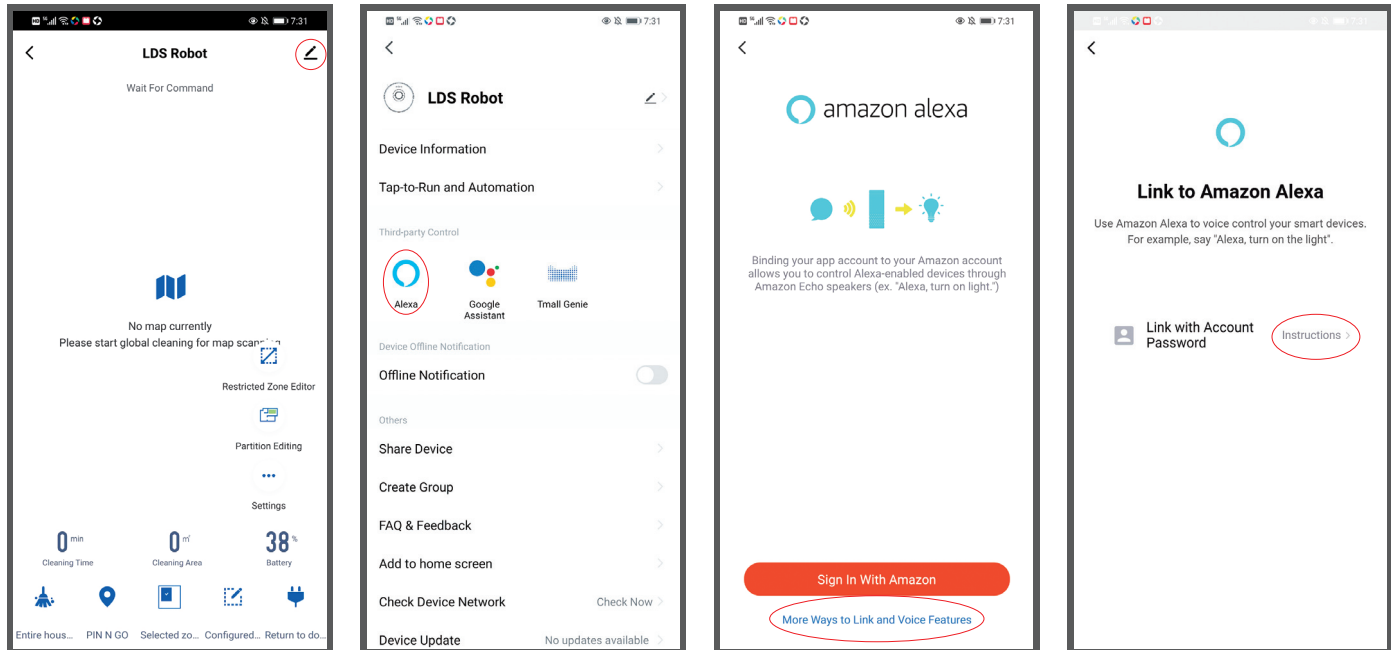 7:31
LDS Robot
Wait For Command
No map currently
Please start global cleaning for map scanning
Restricted Zone Editor
Partition Editing
Settings
0 min
0 ㎡
38 %
Cleaning Time
Cleaning Area
Battery
Entire hous...
PIN N GO
Selected zo...
Configured...
Return to do...
7:31
LDS Robot
Device Information
Tap-to-Run and Automation
Third-party Control
Alexa
Google
Assistant
Tmall Genie
Device Offline Notification
Offline Notification
Others
Share Device
Create Group
FAQ & Feedback
Add to home screen
Check Device Network
Check Now
Device Update
No updates available
7:31
amazon alexa
Binding your app account to your Amazon account
allows you to control Alexa-enabled devices through
Amazon Echo speakers (ex. "Alexa, turn on light.")
Sign In With Amazon
More Ways to Link and Voice Features
7:31
Link to Amazon Alexa
Use Amazon Alexa to voice control your smart devices.
For example, say "Alexa, turn on the light".
Link with Account
Password
Instructions